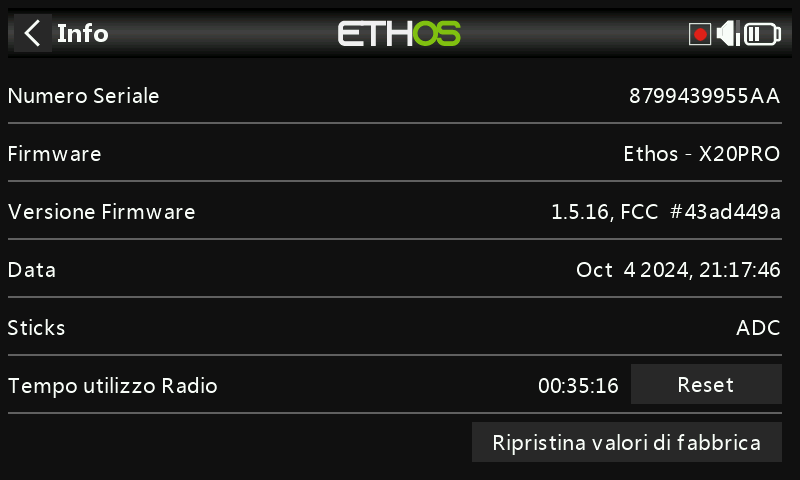 Info
ETHOS
Numero Seriale 8799439955AA
Firmware Ethos - X20PRO
Versione Firmware 1.5.16, FCC #43ad449a
Data Oct 4 2024, 21:17:46
Sticks ADC
Tempo utilizzo Radio 00:35:16 Reset
Ripristina valori di fabbrica